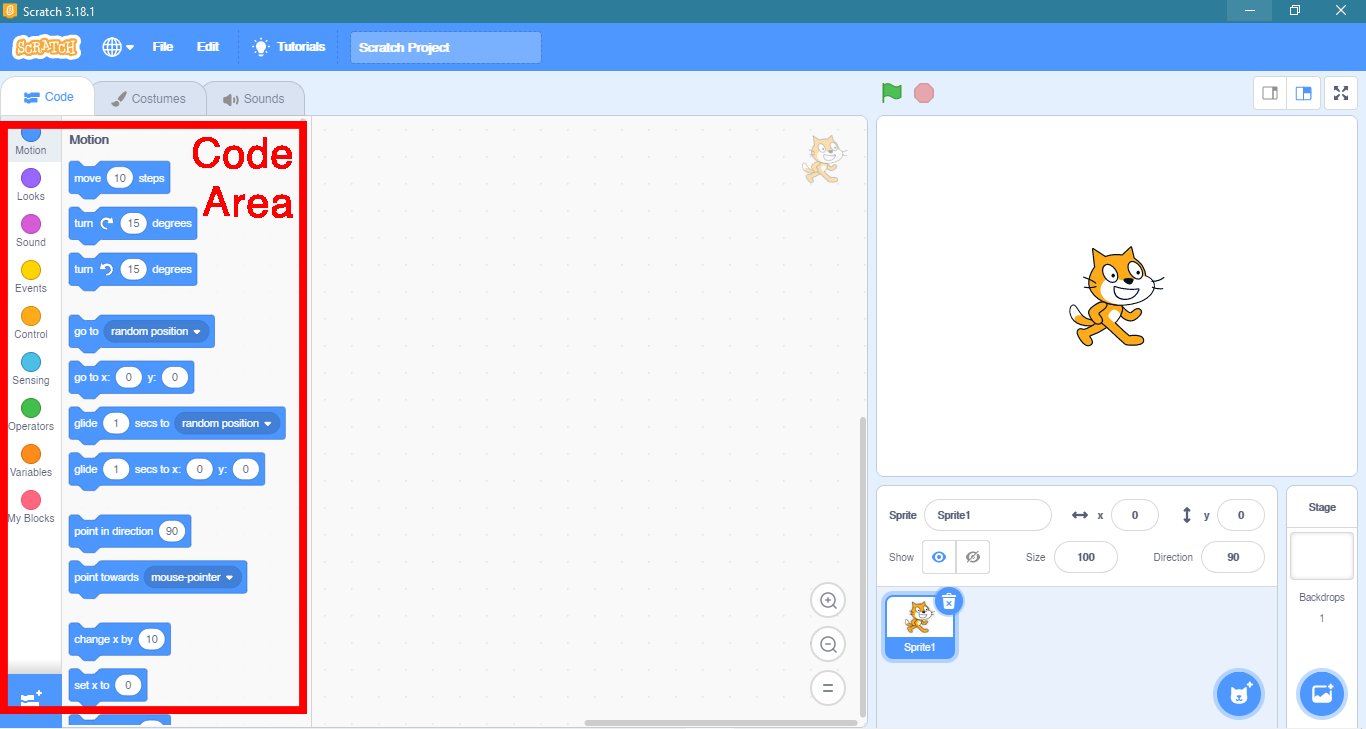 Scratch 3.18.1
SCRATCH File Edit Tutorials Scratch Project
Code Costumes Sounds
Motion
Looks
Sound
Events
Control
Sensing
Operators
Variables
My Blocks
Motion
Code
Area
move 10 steps
turn 15 degrees
turn 15 degrees
go to random position
go to x: 0 y: 0
glide 1 secs to random position
glide 1 secs to x: 0 y: 0
point in direction 90
point towards mouse-pointer
change x by 10
set x to 0
Sprite Sprite1 x 0 y 0
Show Size 100 Direction 90
Sprite1
Stage
Backdrops
1